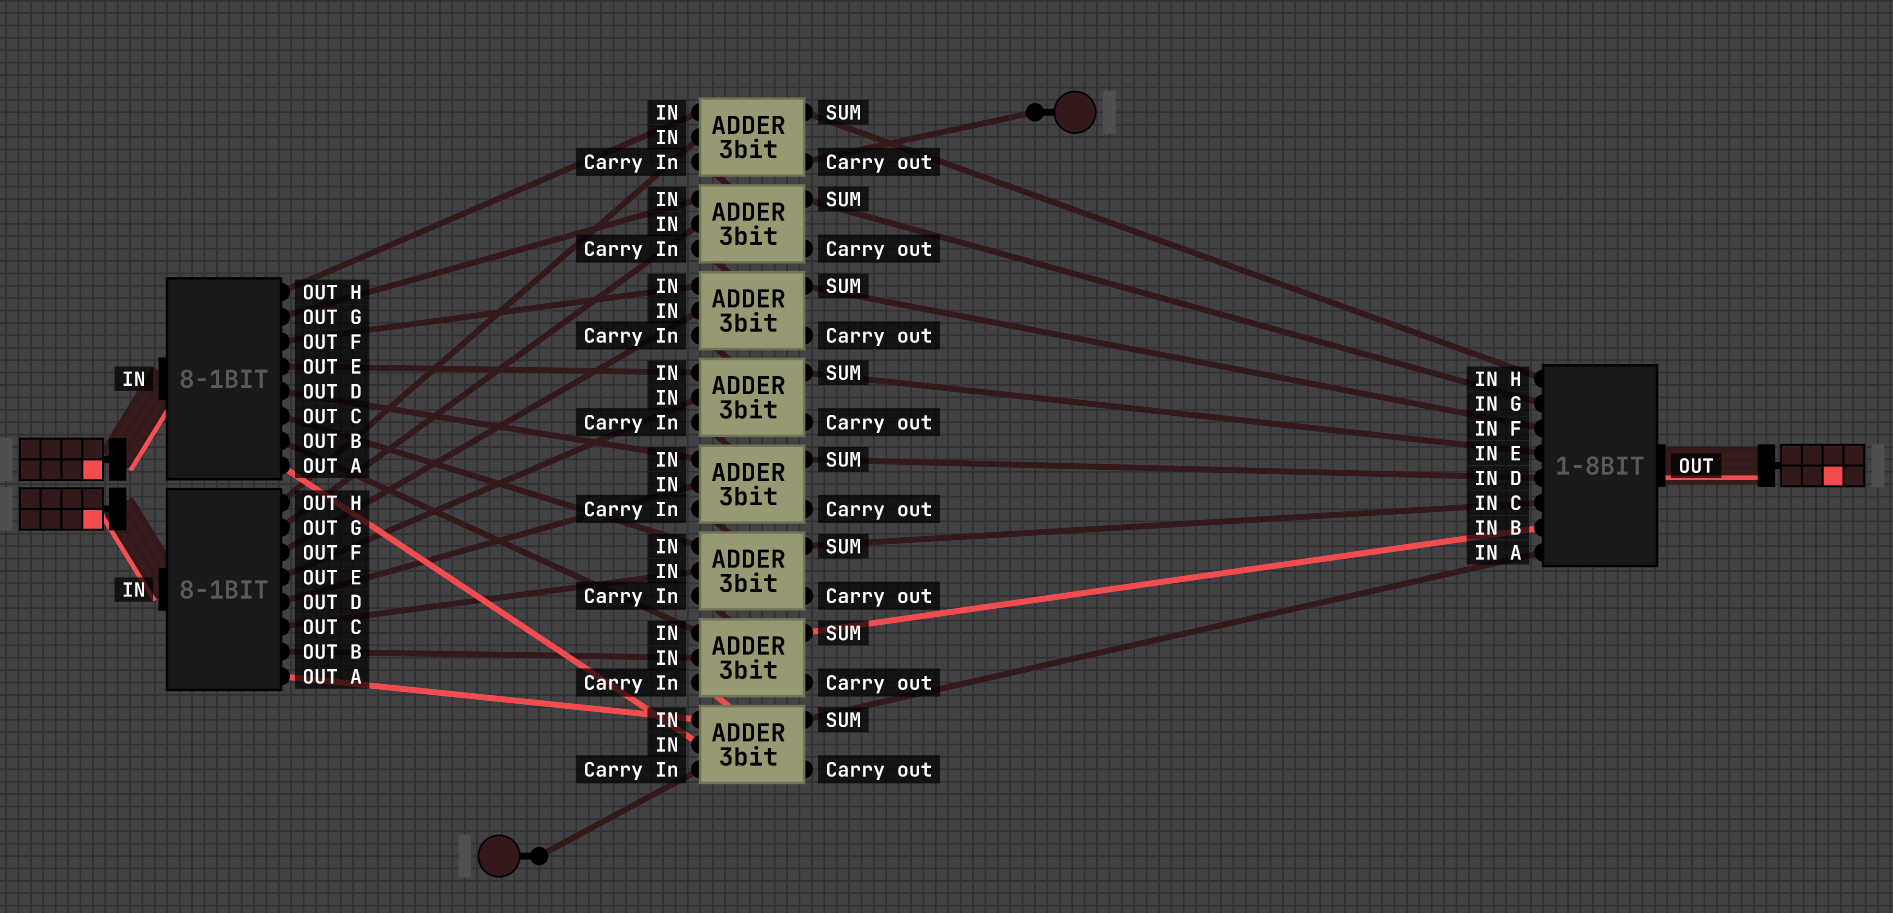 IN
8-1BIT
OUT H
OUT G
OUT F
OUT E
OUT D
OUT C
OUT B
OUT A
IN
8-1BIT
OUT H
OUT G
OUT F
OUT E
OUT D
OUT C
OUT B
OUT A
IN
IN
Carry In
ADDER
3bit
SUM
Carry out
IN
IN
Carry In
ADDER
3bit
SUM
Carry out
IN
IN
Carry In
ADDER
3bit
SUM
Carry out
IN
IN
Carry In
ADDER
3bit
SUM
Carry out
IN
IN
Carry In
ADDER
3bit
SUM
Carry out
IN
IN
Carry In
ADDER
3bit
SUM
Carry out
IN
IN
Carry In
ADDER
3bit
SUM
Carry out
IN
IN
Carry In
ADDER
3bit
SUM
Carry out
IN H
IN G
IN F
IN E
IN D
IN C
IN B
IN A
1-8BIT
OUT